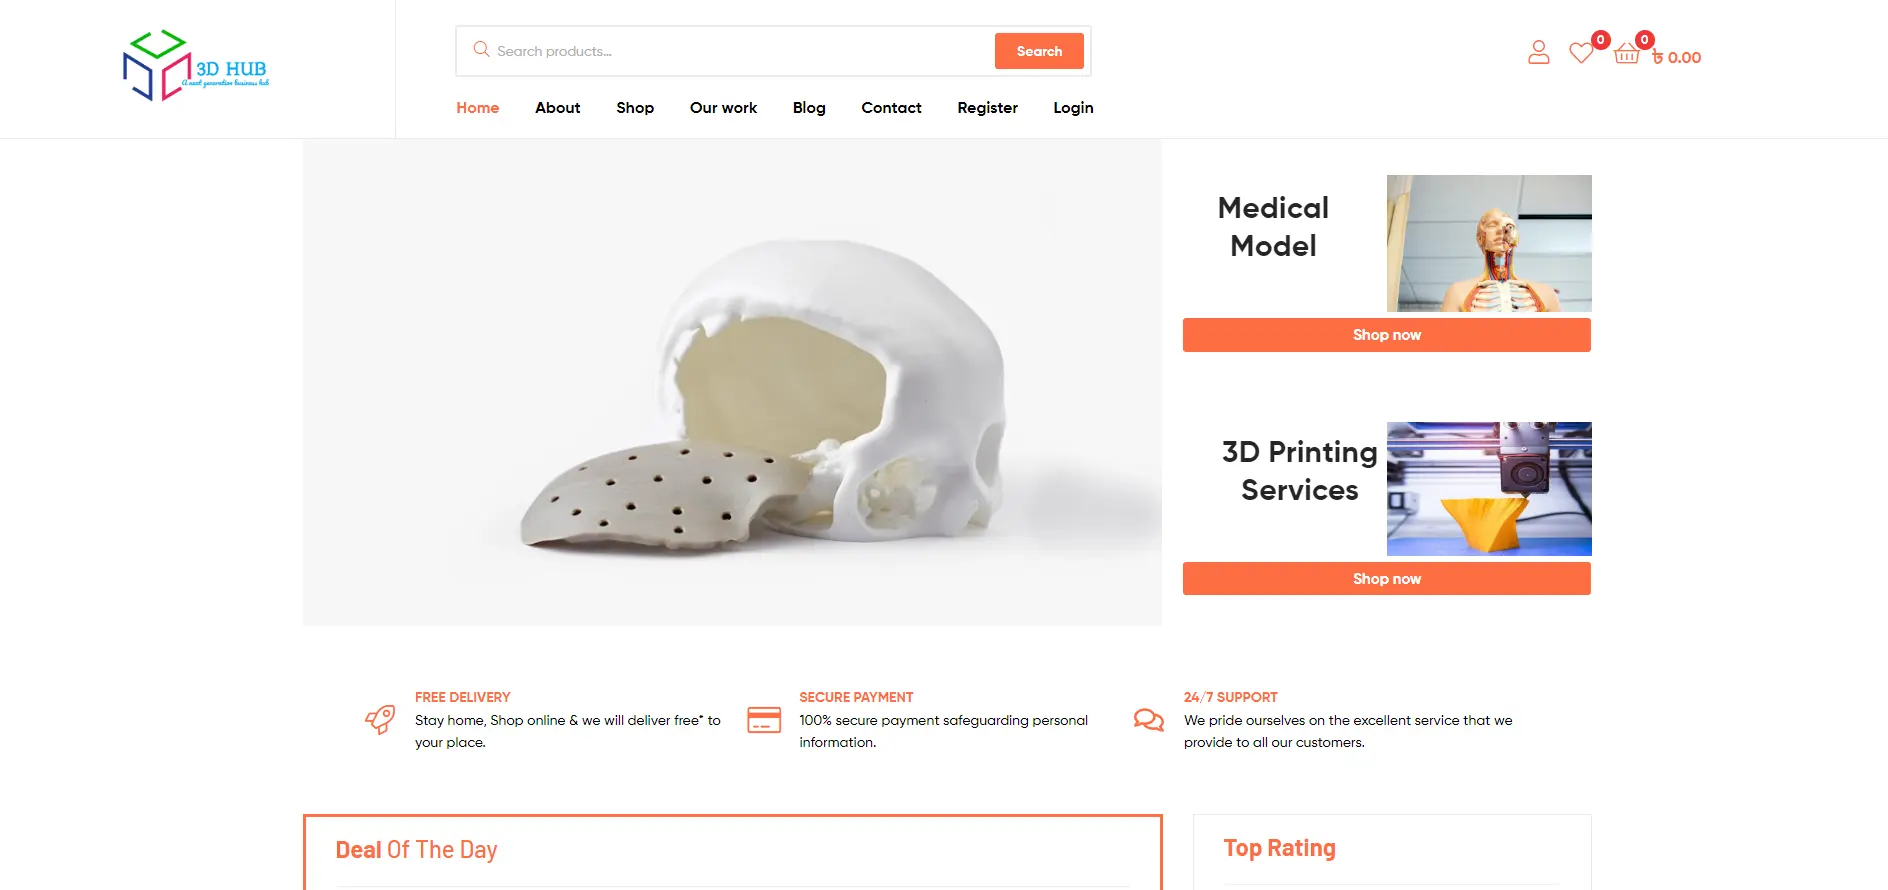 3D HUB
A next generation business hub
Search products...
Search
0
0
৳ 0.00
Home About Shop Our work Blog Contact Register Login
Medical
Model
Shop now
3D Printing
Services
Shop now
FREE DELIVERY
Stay home, Shop online & we will deliver free* to
your place.
SECURE PAYMENT
100% secure payment safeguarding personal
information.
24/7 SUPPORT
We pride ourselves on the excellent service that we
provide to all our customers.
Deal Of The Day
Top Rating